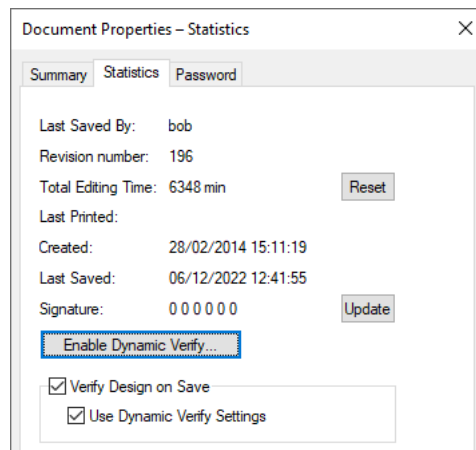 Document Properties – Statistics
Summary Statistics Password
Last Saved By: bob
Revision number: 196
Total Editing Time: 6348 min Reset
Last Printed:
Created: 28/02/2014 15:11:19
Last Saved: 06/12/2022 12:41:55
Signature: 0 0 0 0 0 0 Update
Enable Dynamic Verify...
Verify Design on Save
Use Dynamic Verify Settings